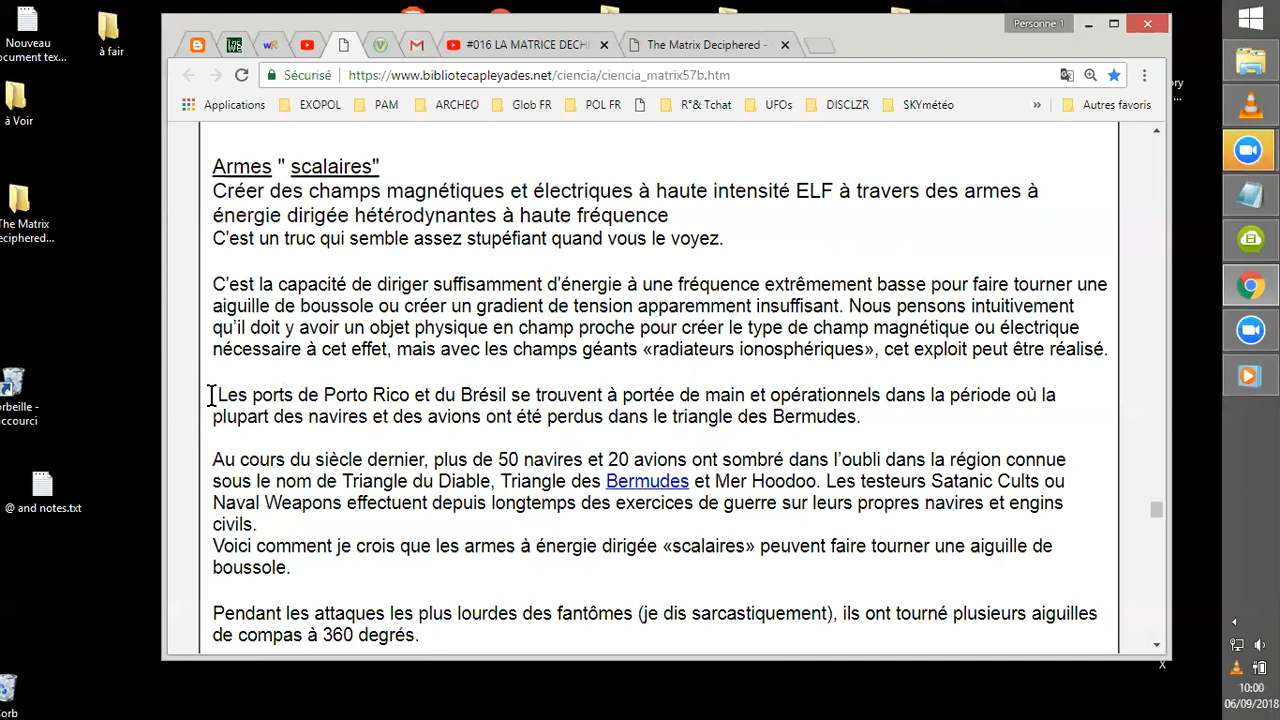 Nouveau
Document tex...
à fair
à Voir
The Matrix
Deciphered...
orbeille -
ccourci
@ and notes.txt
Corb
Personne 1
#016 LA MATRICE DECHI
The Matrix Deciphered -
Sécurisé
https://www.bibliotecapleyades.net/ciencia/ciencia_matrix57b.htm
Applications
EXOPOL
PAM
ARCHEO
Glob FR
POL FR
R°& Tchat
UFOs
DISCLZR
SKYmétéo
»
Autres favoris
Armes " scalaires"
Créer des champs magnétiques et électriques à haute intensité ELF à travers des armes à
énergie dirigée hétérodynantes à haute fréquence
C'est un truc qui semble assez stupéfiant quand vous le voyez.
C'est la capacité de diriger suffisamment d'énergie à une fréquence extrêmement basse pour faire tourner une
aiguille de boussole ou créer un gradient de tension apparemment insuffisant. Nous pensons intuitivement
qu'il doit y avoir un objet physique en champ proche pour créer le type de champ magnétique ou électrique
nécessaire à cet effet, mais avec les champs géants «radiateurs ionosphériques», cet exploit peut être réalisé.
Les ports de Porto Rico et du Brésil se trouvent à portée de main et opérationnels dans la période où la
plupart des navires et des avions ont été perdus dans le triangle des Bermudes.
Au cours du siècle dernier, plus de 50 navires et 20 avions ont sombré dans l'oubli dans la région connue
sous le nom de Triangle du Diable, Triangle des Bermudes et Mer Hoodoo. Les testeurs Satanic Cults ou
Naval Weapons effectuent depuis longtemps des exercices de guerre sur leurs propres navires et engins
civils.
Voici comment je crois que les armes à énergie dirigée «scalaires» peuvent faire tourner une aiguille de
boussole.
Pendant les attaques les plus lourdes des fantômes (je dis sarcastiquement), ils ont tourné plusieurs aiguilles
de compas à 360 degrés.
10:00
06/09/2018